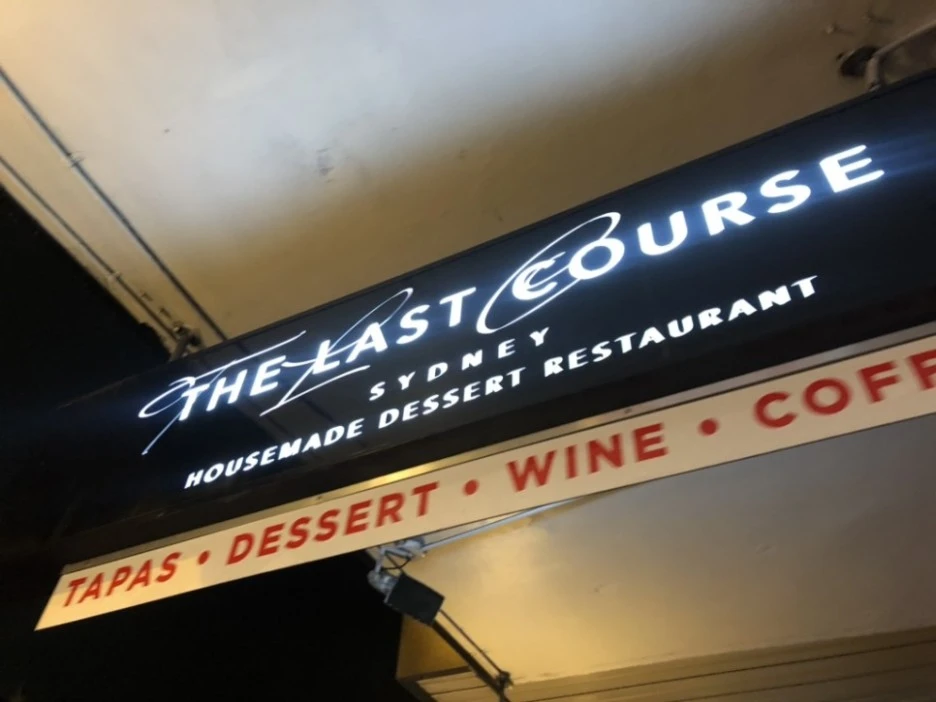 THE LAST COURSE
SYDNEY
HOUSEMADE DESSERT RESTAURANT
TAPAS • DESSERT • WINE • COFF